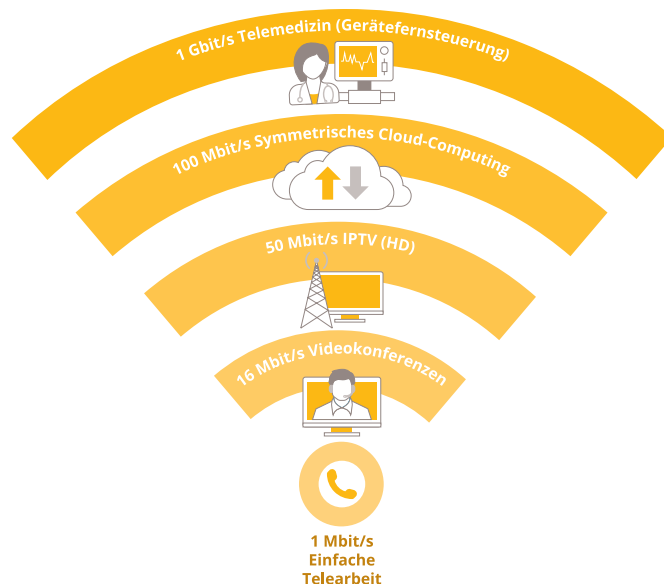 1 Gbit/s Telemedizin (Gerätefernsteuerung)
100 Mbit/s Symmetrisches Cloud-Computing
50 Mbit/s IPTV (HD)
16 Mbit/s Videokonferenzen
1 Mbit/s
Einfache
Telearbeit